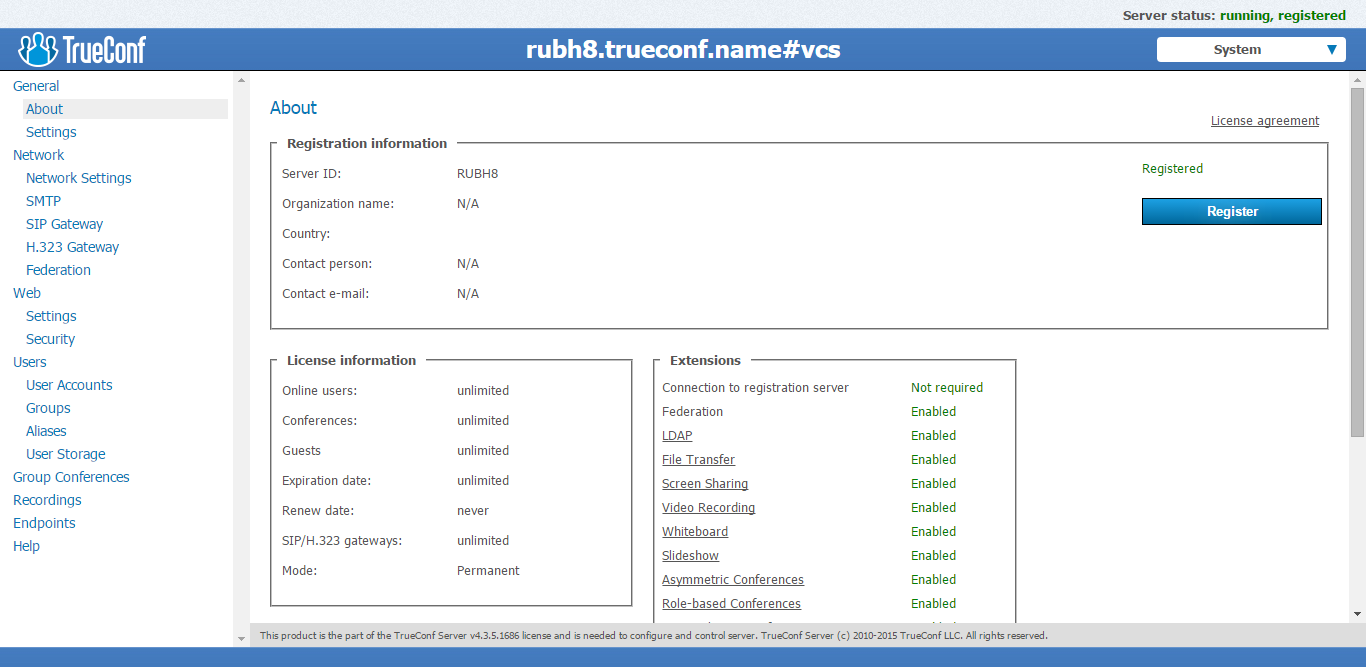 Server status: running, registered
TrueConf
rubh8.trueconf.name#vcs
System
General
About
Settings
Network
Network Settings
SMTP
SIP Gateway
H.323 Gateway
Federation
Web
Settings
Security
Users
User Accounts
Groups
Aliases
User Storage
Group Conferences
Recordings
Endpoints
Help
About
License agreement
Registration information
Server ID: RUBH8
Registered
Organization name: N/A
Register
Country:
Contact person: N/A
Contact e-mail: N/A
License information
Online users: unlimited
Conferences: unlimited
Guests unlimited
Expiration date: unlimited
Renew date: never
SIP/H.323 gateways: unlimited
Mode: Permanent
Extensions
Connection to registration server Not required
Federation Enabled
LDAP Enabled
File Transfer Enabled
Screen Sharing Enabled
Video Recording Enabled
Whiteboard Enabled
Slideshow Enabled
Asymmetric Conferences Enabled
Role-based Conferences Enabled
This product is the part of the TrueConf Server v4.3.5.1686 license and is needed to configure and control server. TrueConf Server (c) 2010-2015 TrueConf LLC. All rights reserved.